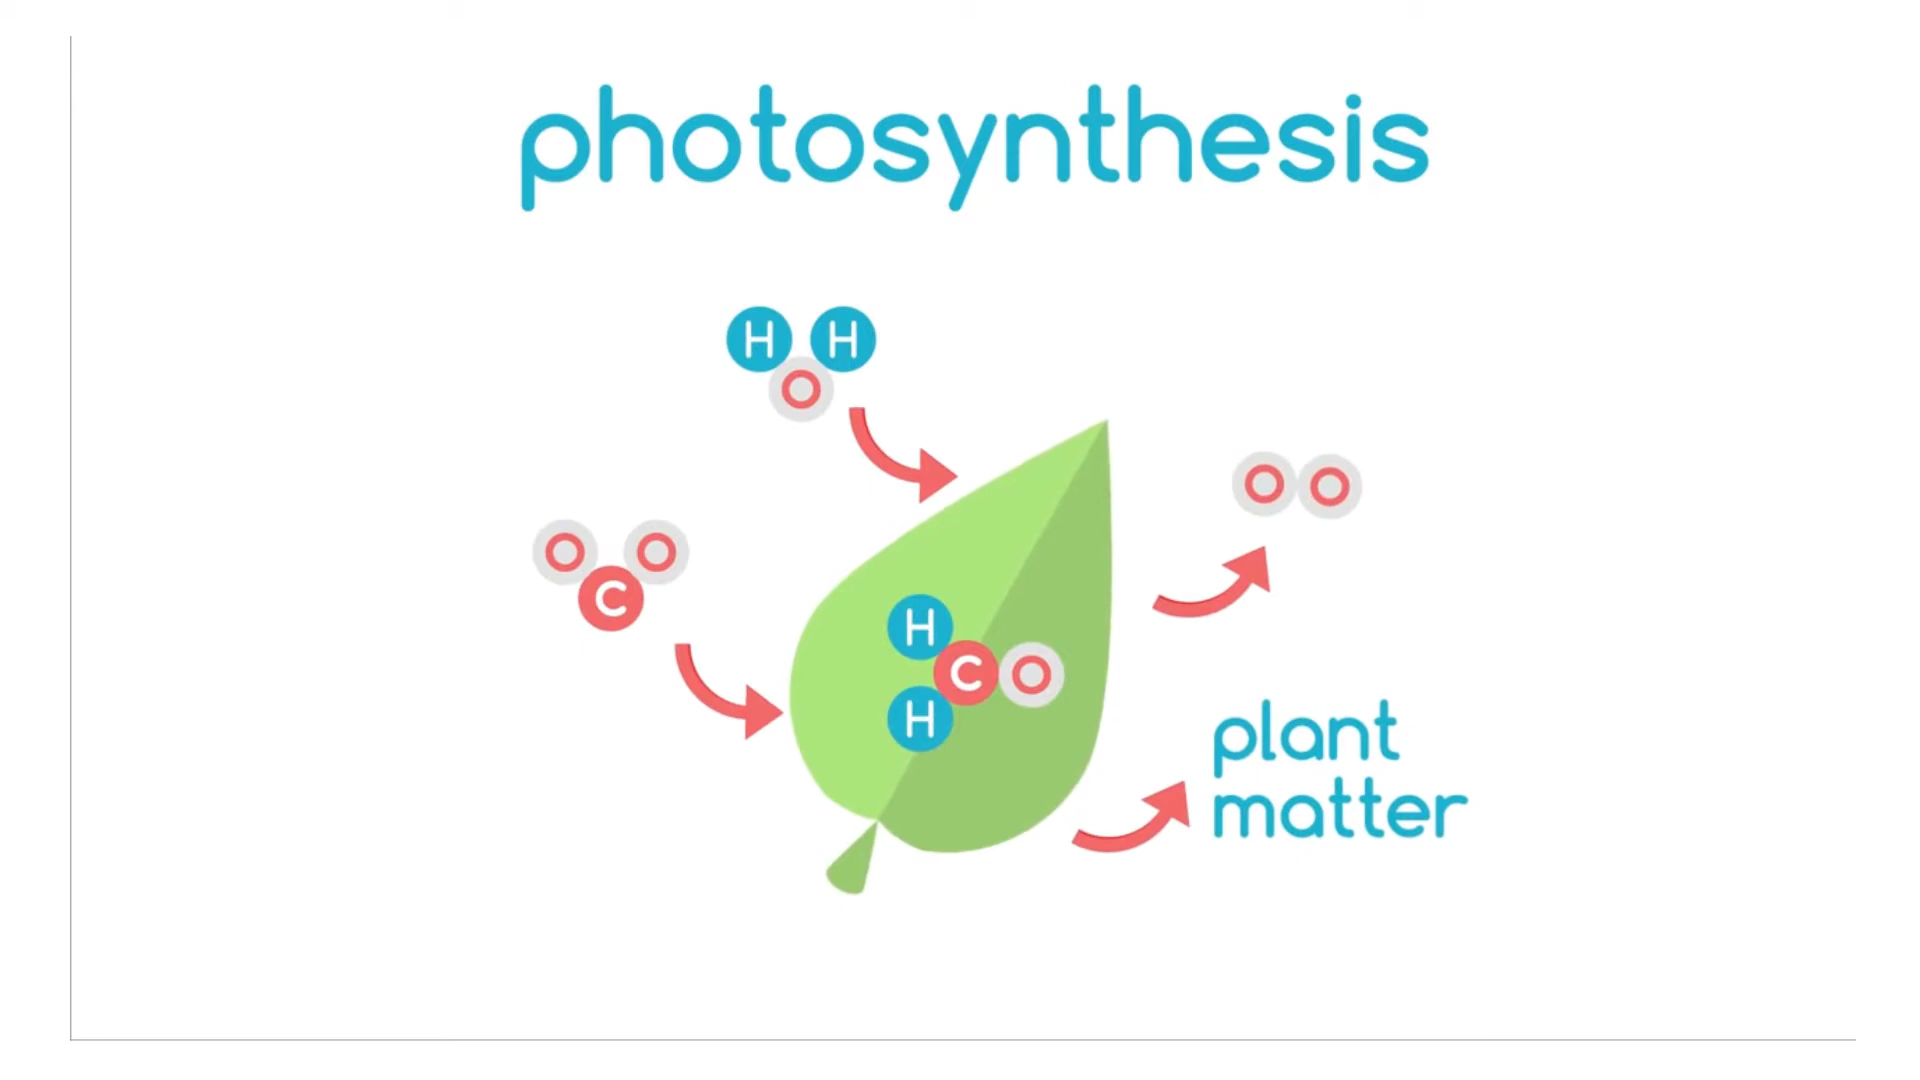 photosynthesis
H H
O
O O
O O
C
H
C O
H
plant
matter